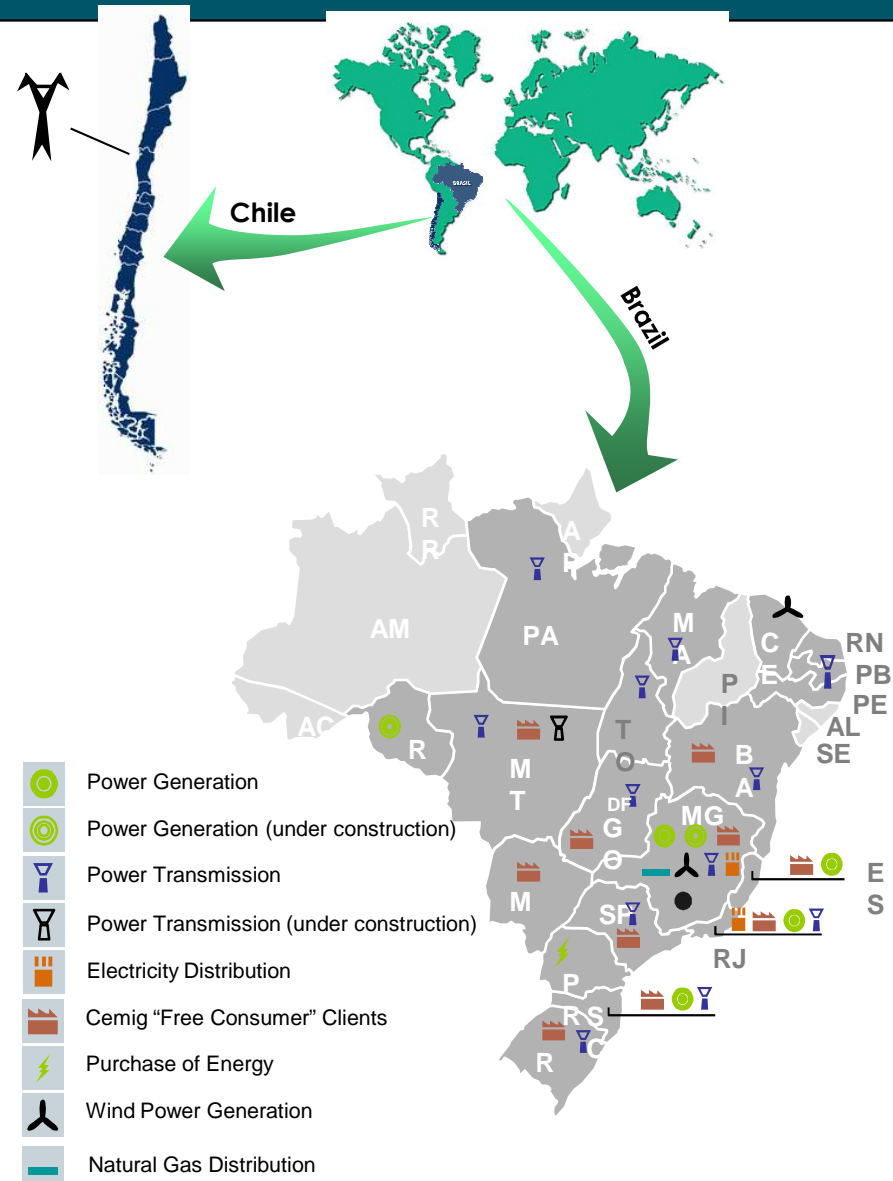 BRASIL
Chile
Brazil
R
R
A
P
AM
PA
M
A
C
E
RN
PB
PE
P
I
AL
SE
AC
R
T
O
M
T
B
A
DF
G
O
MG
M
SP
E
S
RJ
P
R
S
C
R
Power Generation
Power Generation (under construction)
Power Transmission
Power Transmission (under construction)
Electricity Distribution
Cemig “Free Consumer” Clients
Purchase of Energy
Wind Power Generation
Natural Gas Distribution